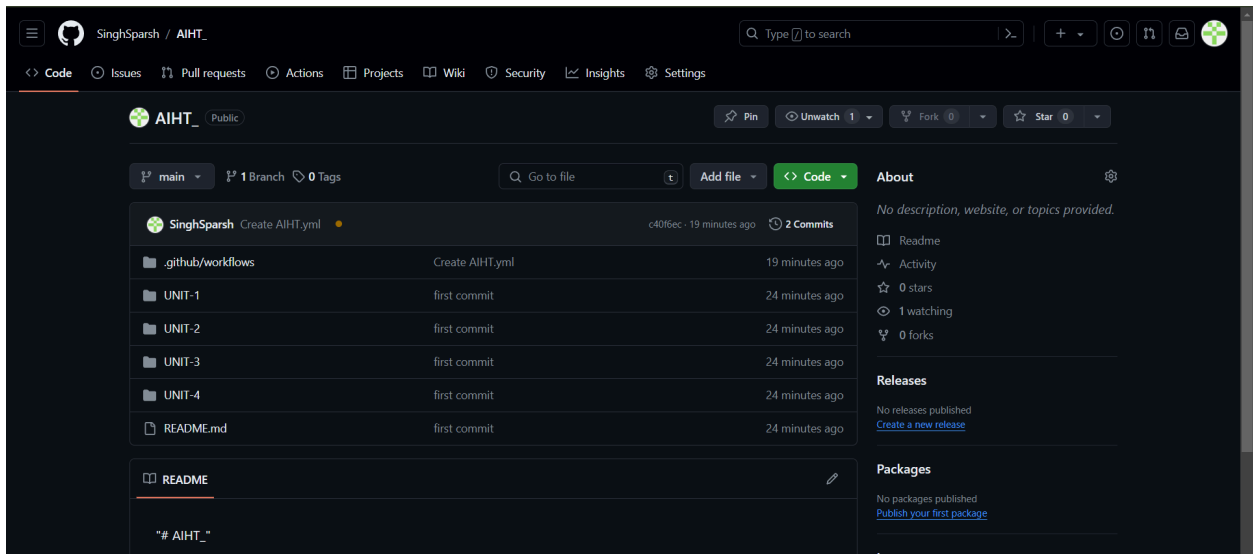 SinghSparsh / AIHT_
Type / to search
Code Issues Pull requests Actions Projects Wiki Security Insights Settings
AIHT_ Public
Pin Unwatch 1 Fork 0 Star 0
main 1 Branch 0 Tags Go to file t Add file Code
SinghSparsh Create AIHT.yml c40f6ec · 19 minutes ago 2 Commits
.github/workflows Create AIHT.yml 19 minutes ago
UNIT-1 first commit 24 minutes ago
UNIT-2 first commit 24 minutes ago
UNIT-3 first commit 24 minutes ago
UNIT-4 first commit 24 minutes ago
README.md first commit 24 minutes ago
README
"# AIHT_"
About
No description, website, or topics provided.
Readme
Activity
0 stars
1 watching
0 forks
Releases
No releases published
Create a new release
Packages
No packages published
Publish your first package